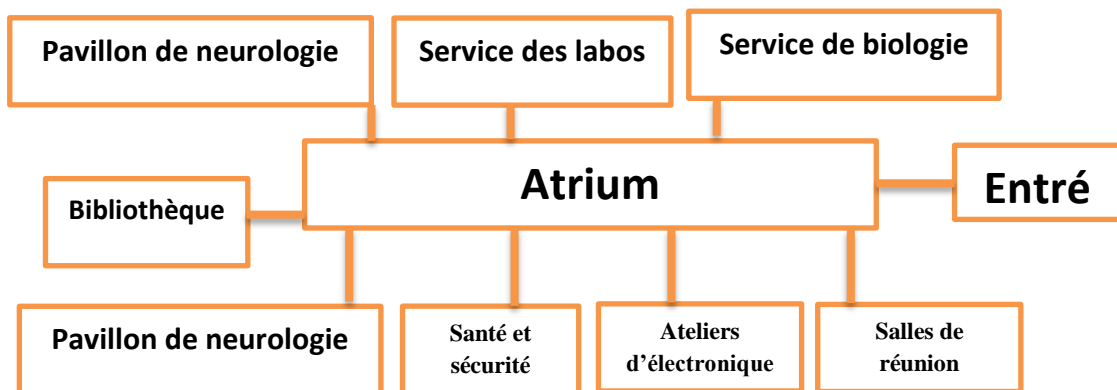 Pavillon de neurologie
Service des labos
Service de biologie
Atrium
Entré
Bibliothèque
Pavillon de neurologie
Santé et
sécurité
Ateliers
d’électronique
Salles de
réunion